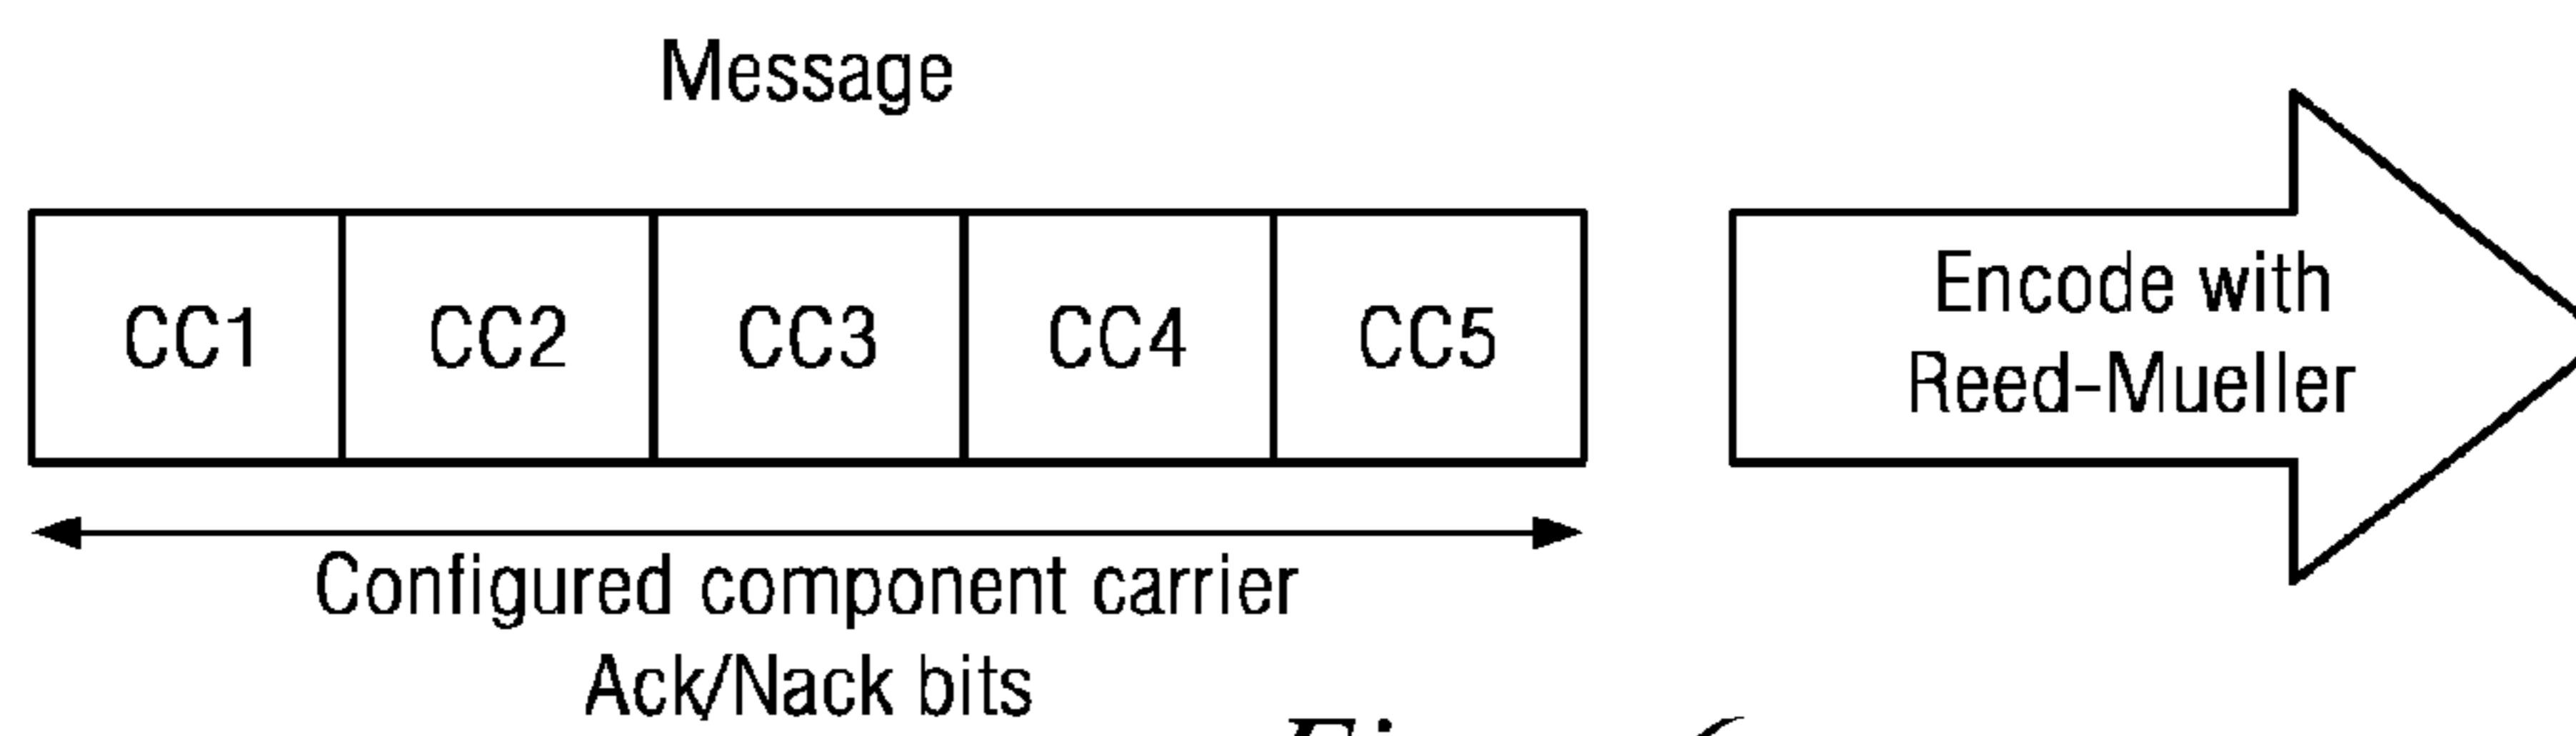 Message
CC1 CC2 CC3 CC4 CC5
Encode with
Reed-Mueller
Configured component carrier
Ack/Nack bits